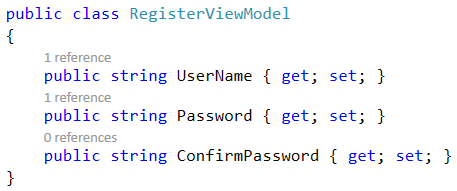 public class RegisterViewModel
{
1 reference
public string UserName { get; set; }
1 reference
public string Password { get; set; }
0 references
public string ConfirmPassword { get; set; }
}